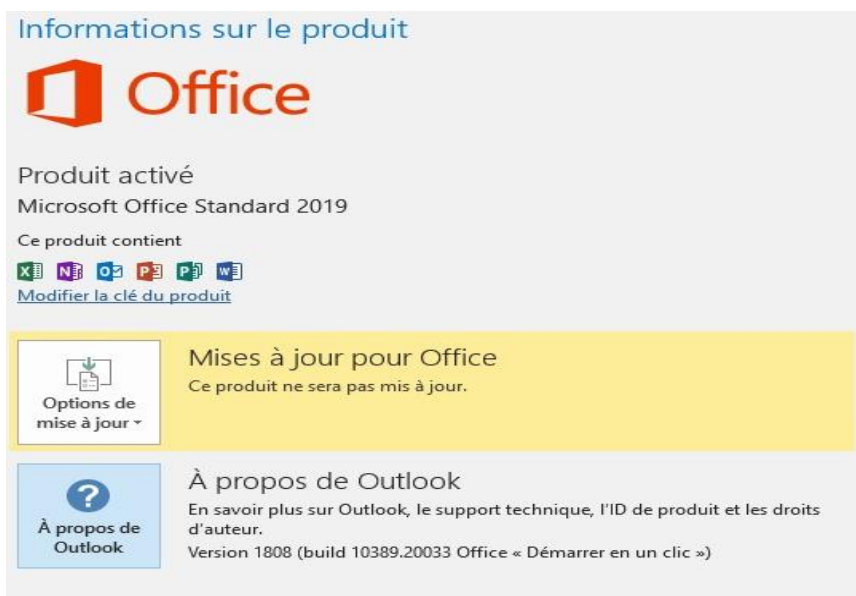 Informations sur le produit
Office
Produit activé
Microsoft Office Standard 2019
Ce produit contient
Modifier la clé du produit
Options de
mise à jour
Mises à jour pour Office
Ce produit ne sera pas mis à jour.
À propos de
Outlook
À propos de Outlook
En savoir plus sur Outlook, le support technique, l'ID de produit et les droits
d'auteur.
Version 1808 (build 10389.20033 Office « Démarrer en un clic »)